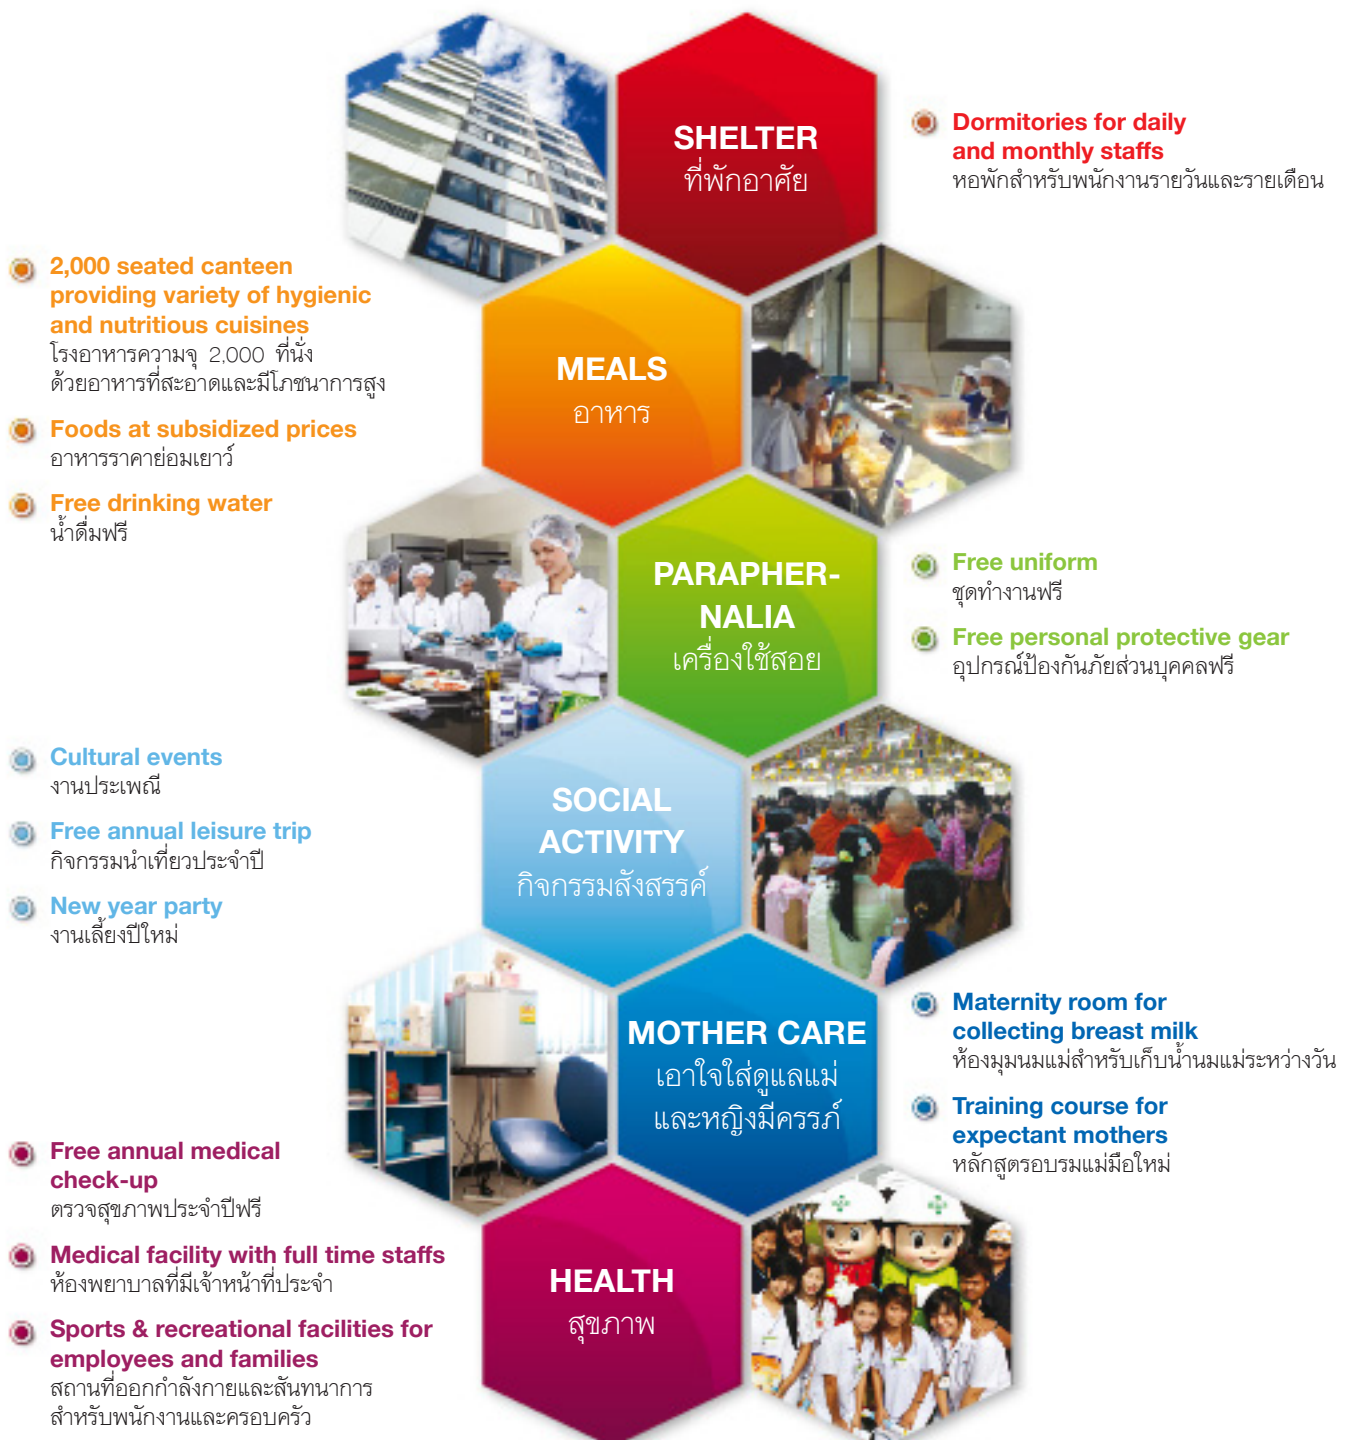 SHELTER
ที่พักอาศัย
Dormitories for daily
and monthly staffs
หอพักสำหรับพนักงานรายวันและรายเดือน
2,000 seated canteen
providing variety of hygienic
and nutritious cuisines
โรงอาหารความจุ 2,000 ที่นั่ง
ด้วยอาหารที่สะอาดและมีโภชนาการสูง
Foods at subsidized prices
อาหารราคาย่อมเยาว์
Free drinking water
น้ำดื่มฟรี
MEALS
อาหาร
PARAPHER-
NALIA
เครื่องใช้สอย
Free uniform
ชุดทำงานฟรี
Free personal protective gear
อุปกรณ์ป้องกันภัยส่วนบุคคลฟรี
Cultural events
งานประเพณี
Free annual leisure trip
กิจกรรมนำเที่ยวประจำปี
New year party
งานเลี้ยงปีใหม่
SOCIAL
ACTIVITY
กิจกรรมสังสรรค์
MOTHER CARE
เอาใจใส่ดูแลแม่
และหญิงมีครรภ์
Maternity room for
collecting breast milk
ห้องมุมนมแม่สำหรับเก็บน้ำนมแม่ระหว่างวัน
Training course for
expectant mothers
หลักสูตรอบรมแม่มือใหม่
Free annual medical
check-up
ตรวจสุขภาพประจำปีฟรี
Medical facility with full time staffs
ห้องพยาบาลที่มีเจ้าหน้าที่ประจำ
Sports & recreational facilities for
employees and families
สถานที่ออกกำลังกายและสันทนาการ
สำหรับพนักงานและครอบครัว
HEALTH
สุขภาพ